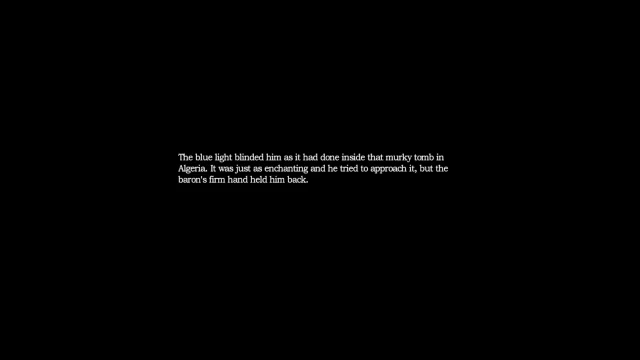 The blue light blinded him as it had done inside that murky tomb in
Algeria. It was just as enchanting and he tried to approach it, but the
baron's firm hand held him back.